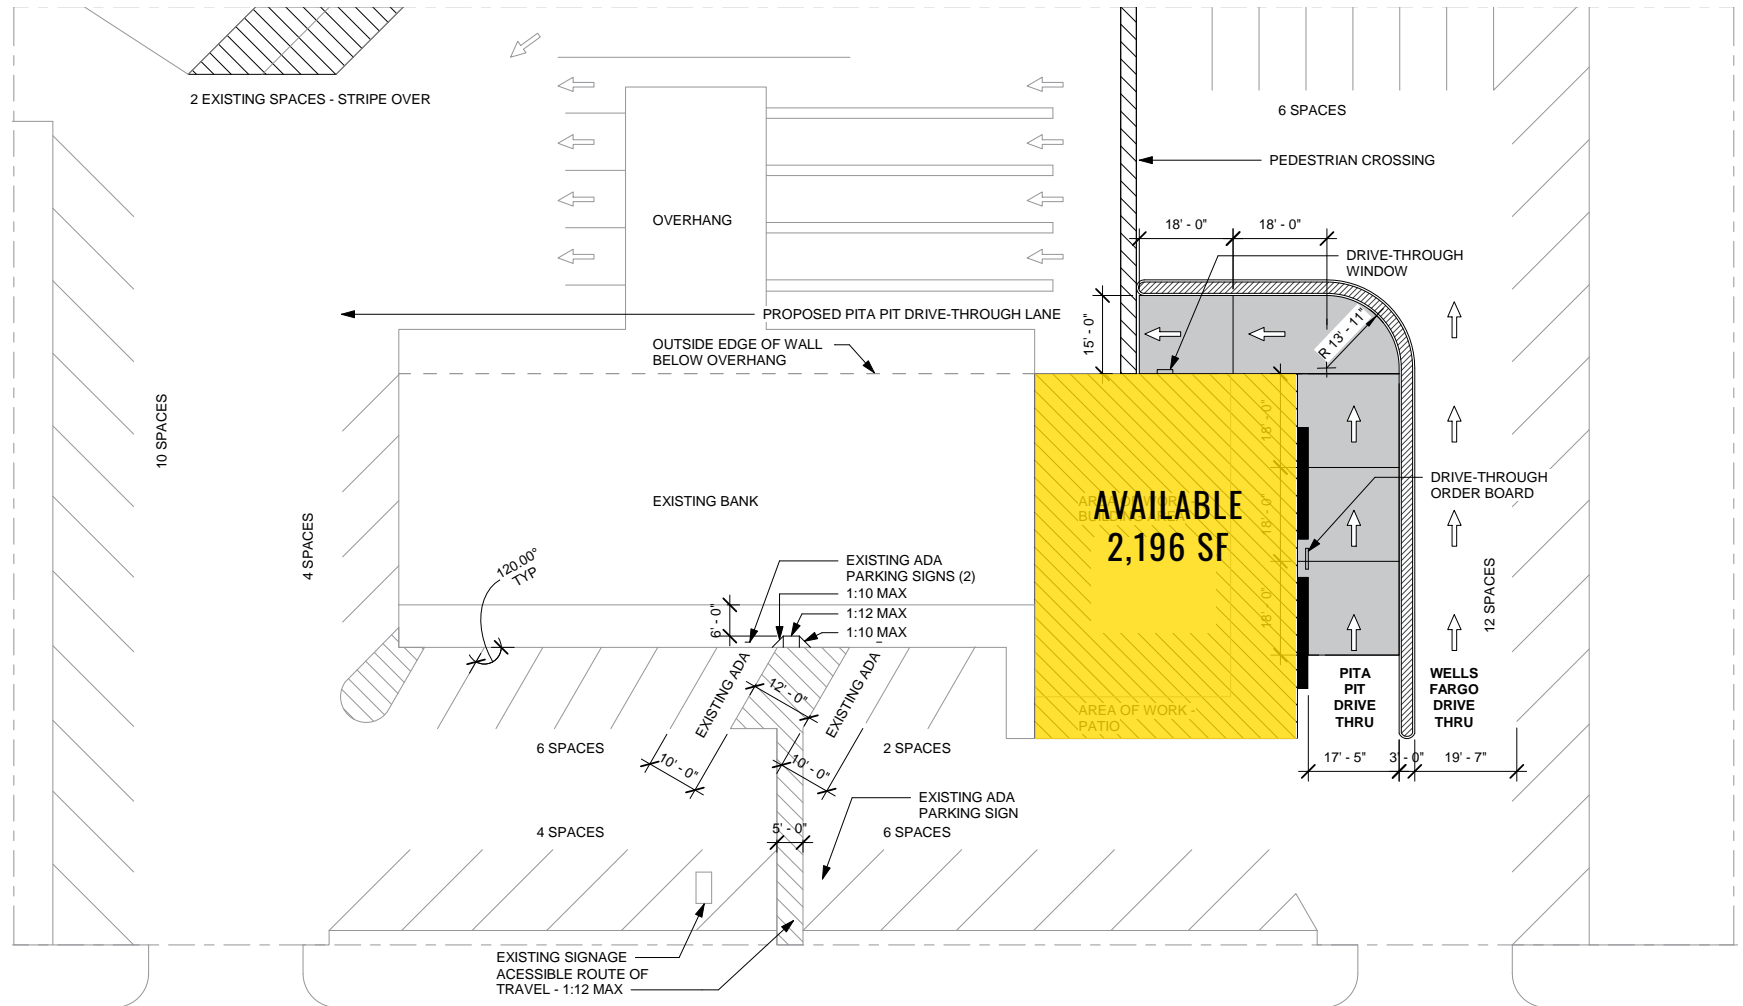 2 EXISTING SPACES - STRIPE OVER
6 SPACES
PEDESTRIAN CROSSING
OVERHANG
18' - 0"
18' - 0"
DRIVE-THROUGH
WINDOW
PROPOSED PITA PIT DRIVE-THROUGH LANE
15' - 0"
R 13' - 11"
OUTSIDE EDGE OF WALL
BELOW OVERHANG
10 SPACES
18' - 0"
EXISTING BANK
AREA OF WORK -
AVAILABLE
2,196 SF
18' - 0"
DRIVE-THROUGH
ORDER BOARD
4 SPACES
120.00°
TYP
EXISTING ADA
PARKING SIGNS (2)
1:10 MAX
1:12 MAX
1:10 MAX
6' - 0"
18' - 0"
12 SPACES
EXISTING ADA
12' - 0"
EXISTING ADA
AREA OF WORK -
PATIO
PITA
PIT
DRIVE
THRU
WELLS
FARGO
DRIVE
THRU
6 SPACES
2 SPACES
10' - 0"
10' - 0"
17' - 5"
3' - 0"
19' - 7"
EXISTING ADA
PARKING SIGN
4 SPACES
5' - 0"
6 SPACES
EXISTING SIGNAGE
ACESSIBLE ROUTE OF
TRAVEL - 1:12 MAX